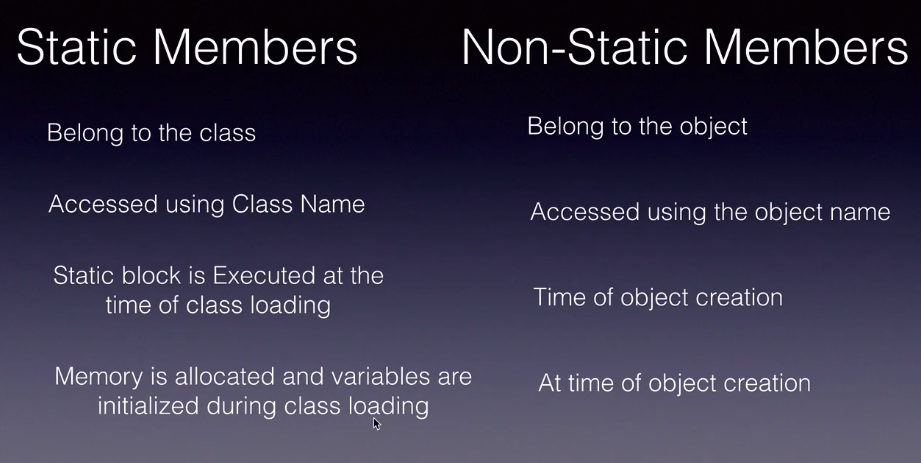 Static Members
Non-Static Members
Belong to the class
Belong to the object
Accessed using Class Name
Accessed using the object name
Static block is Executed at the
time of class loading
Time of object creation
Memory is allocated and variables are
initialized during class loading
At time of object creation